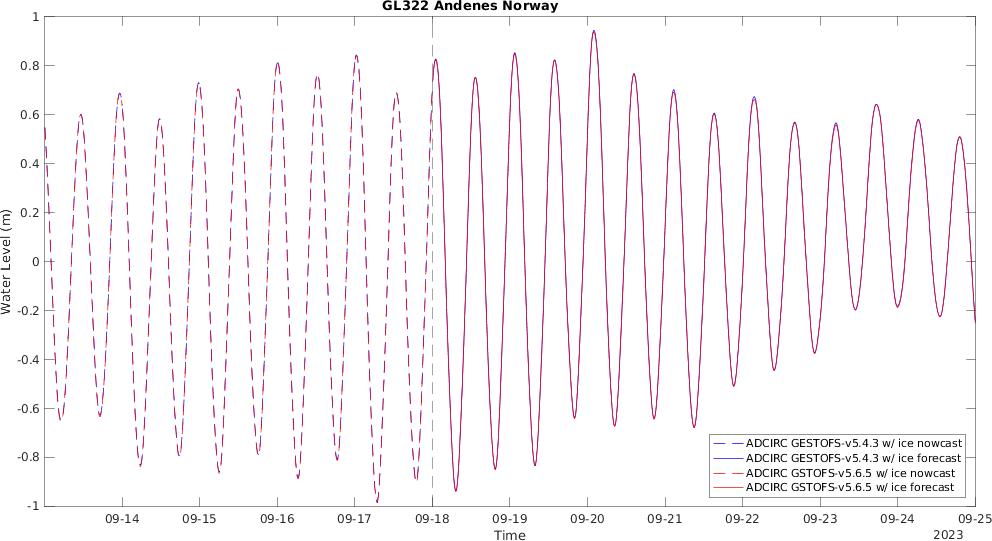 GL322 Andenes Norway
1
0.8
0.6
0.4
0.2
0
-0.2
-0.4
-0.6
-0.8
-1
Water Level (m)
ADCIRC GESTOFS-v5.4.3 w/ ice nowcast
ADCIRC GESTOFS-v5.4.3 w/ ice forecast
ADCIRC GSTOFS-v5.6.5 w/ ice nowcast
ADCIRC GSTOFS-v5.6.5 w/ ice forecast
09-14 09-15 09-16 09-17 09-18 09-19 09-20 09-21 09-22 09-23 09-24 09-25
Time
2023